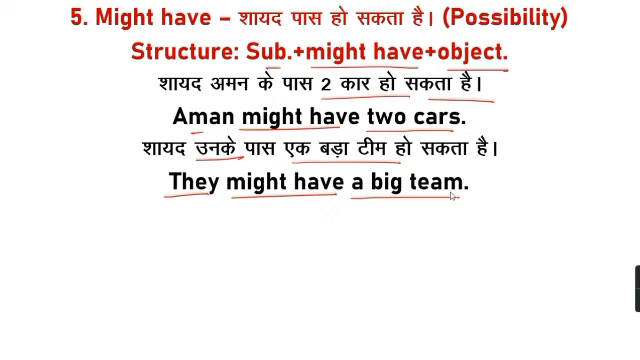 5. Might have – शायद पास हो सकता है। (Possibility)
Structure: Sub.+might have+object.
शायद अमन के पास 2 कार हो सकता है।
Aman might have two cars.
शायद उनके पास एक बड़ा टीम हो सकता है।
They might have a big team.